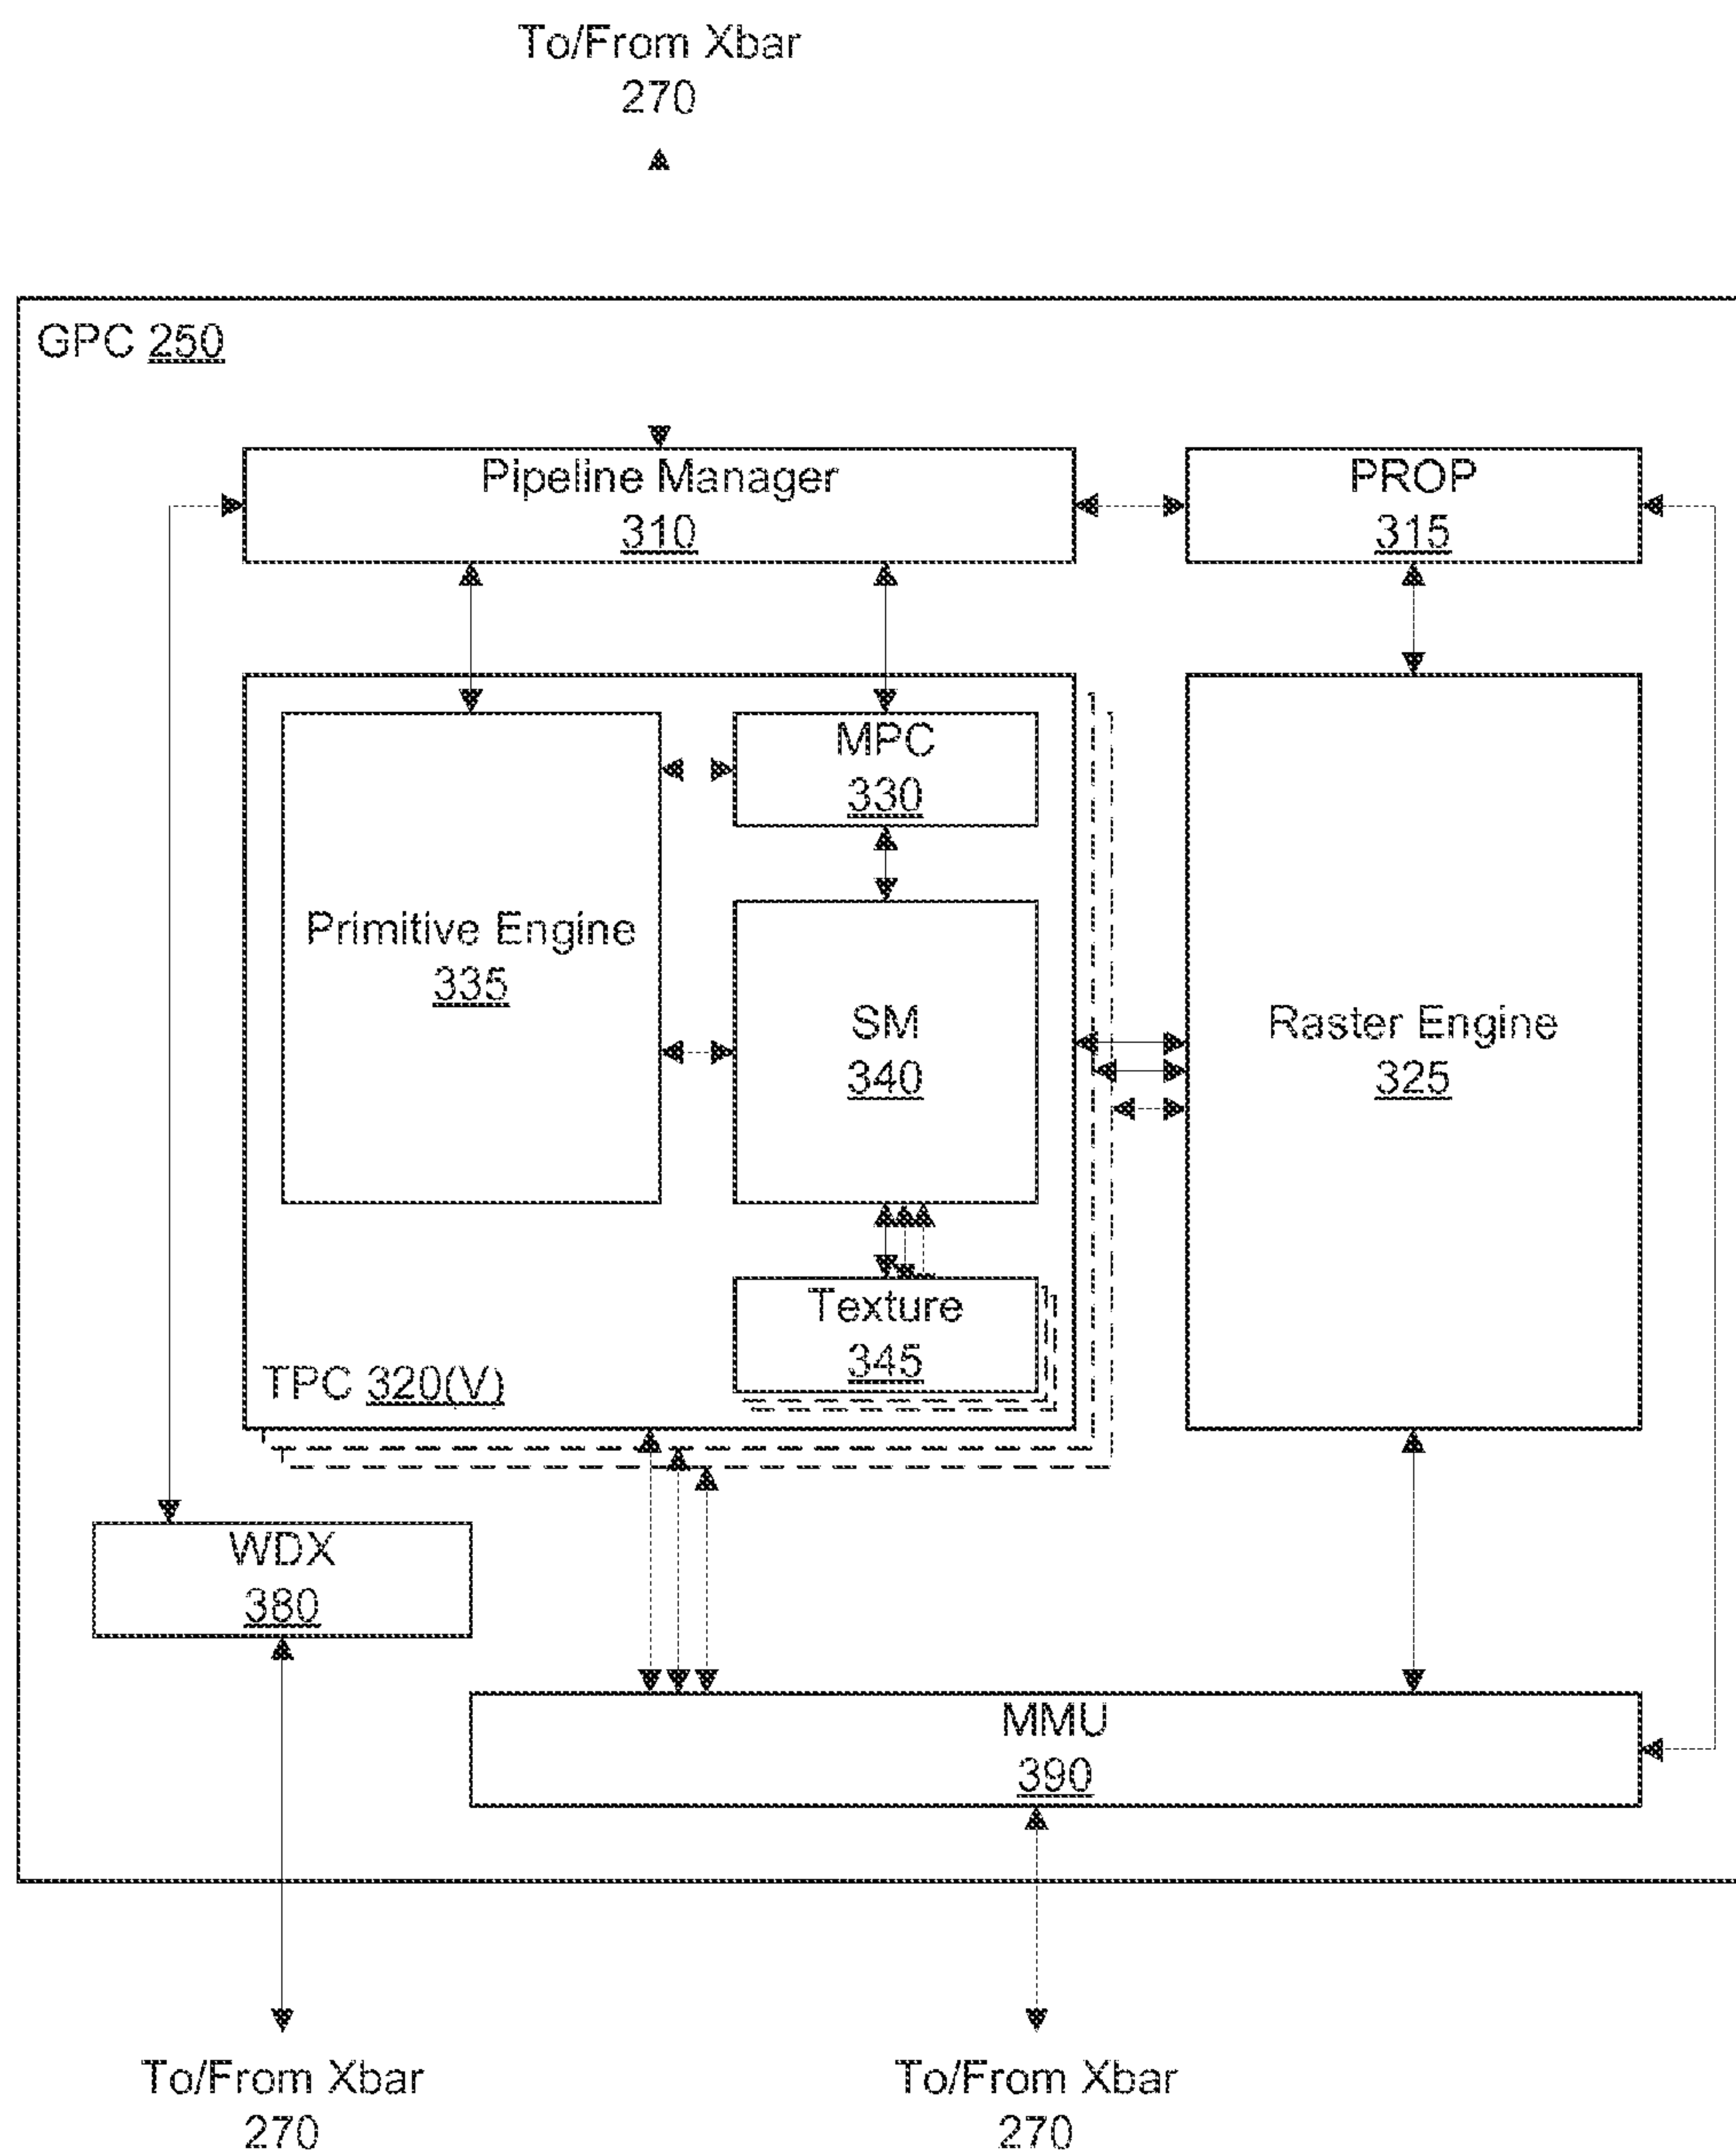 To/From Xbar
270
GPC 250
Pipeline Manager
310
PROP
315
MPC
330
Primitive Engine
335
SM
340
Raster Engine
325
Texture
345
TPC 320(V)
WDX
380
MMU
390
To/From Xbar
270
To/From Xbar
270